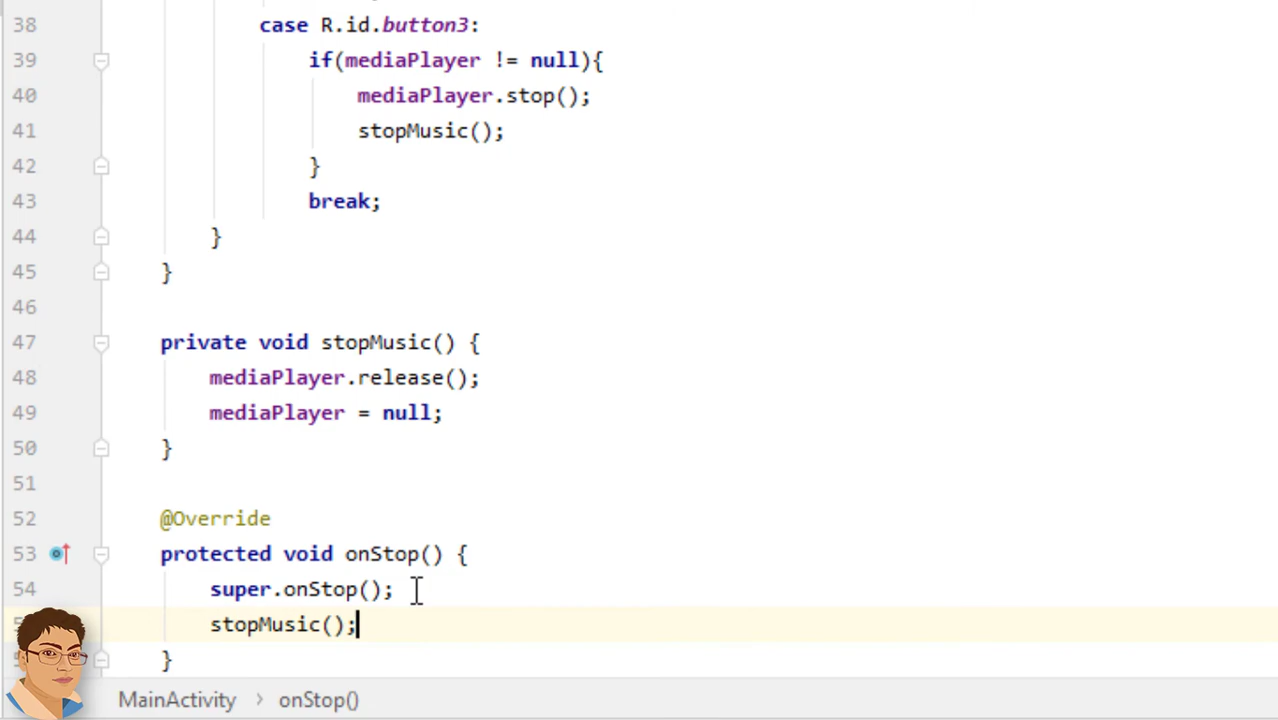 38 case R.id.button3:
39 if(mediaPlayer != null){
40 mediaPlayer.stop();
41 stopMusic();
42 }
43 break;
44 }
45 }
46
47 private void stopMusic() {
48 mediaPlayer.release();
49 mediaPlayer = null;
50 }
51
52 @Override
53 protected void onStop() {
54 super.onStop();
stopMusic();
}
MainActivity > onStop()